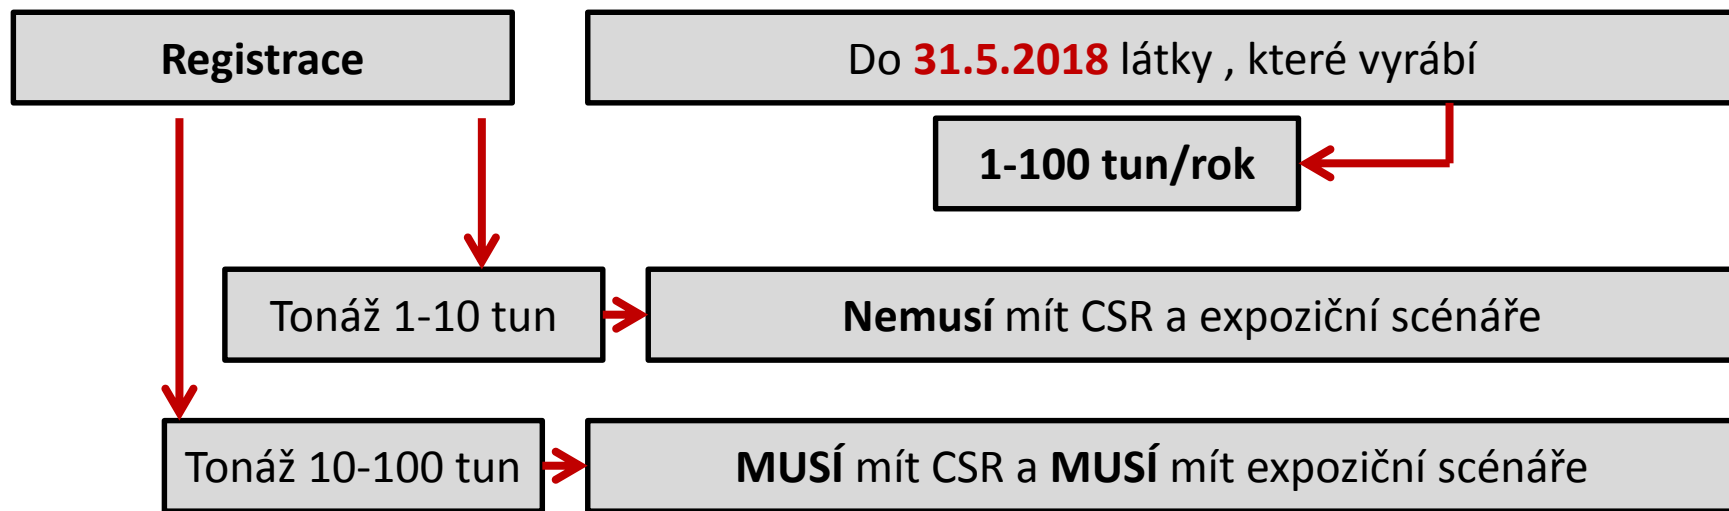 Registrace
Do 31.5.2018 látky , které vyrábí
1-100 tun/rok
Tonáž 1-10 tun
Nemusí mít CSR a expoziční scénáře
Tonáž 10-100 tun
MUSÍ mít CSR a MUSÍ mít expoziční scénáře